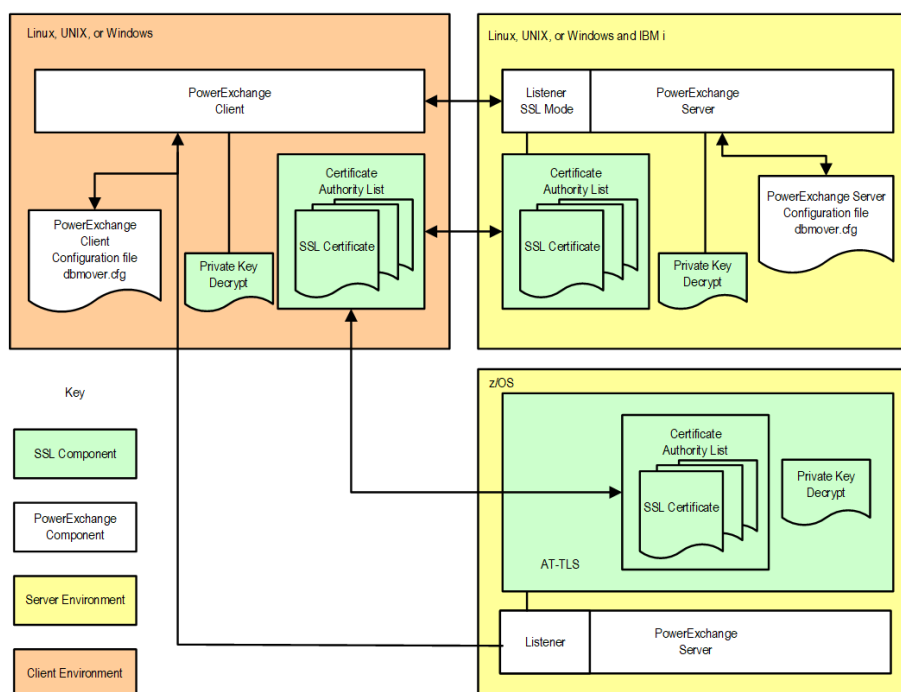 Linux, UNIX, or Windows
PowerExchange
Client
PowerExchange
Client
Configuration file
dbmover.cfg
Private Key
Decrypt
Certificate
Authority List
SSL Certificate
Linux, UNIX, or Windows and IBM i
Listener
SSL Mode
PowerExchange
Server
Certificate
Authority List
SSL Certificate
Private Key
Decrypt
PowerExchange Server
Configuration file
dbmover.cfg
Key
SSL Component
PowerExchange
Component
Server Environment
Client Environment
z/OS
Certificate
Authority List
SSL Certificate
Private Key
Decrypt
AT-TLS
Listener
PowerExchange
Server